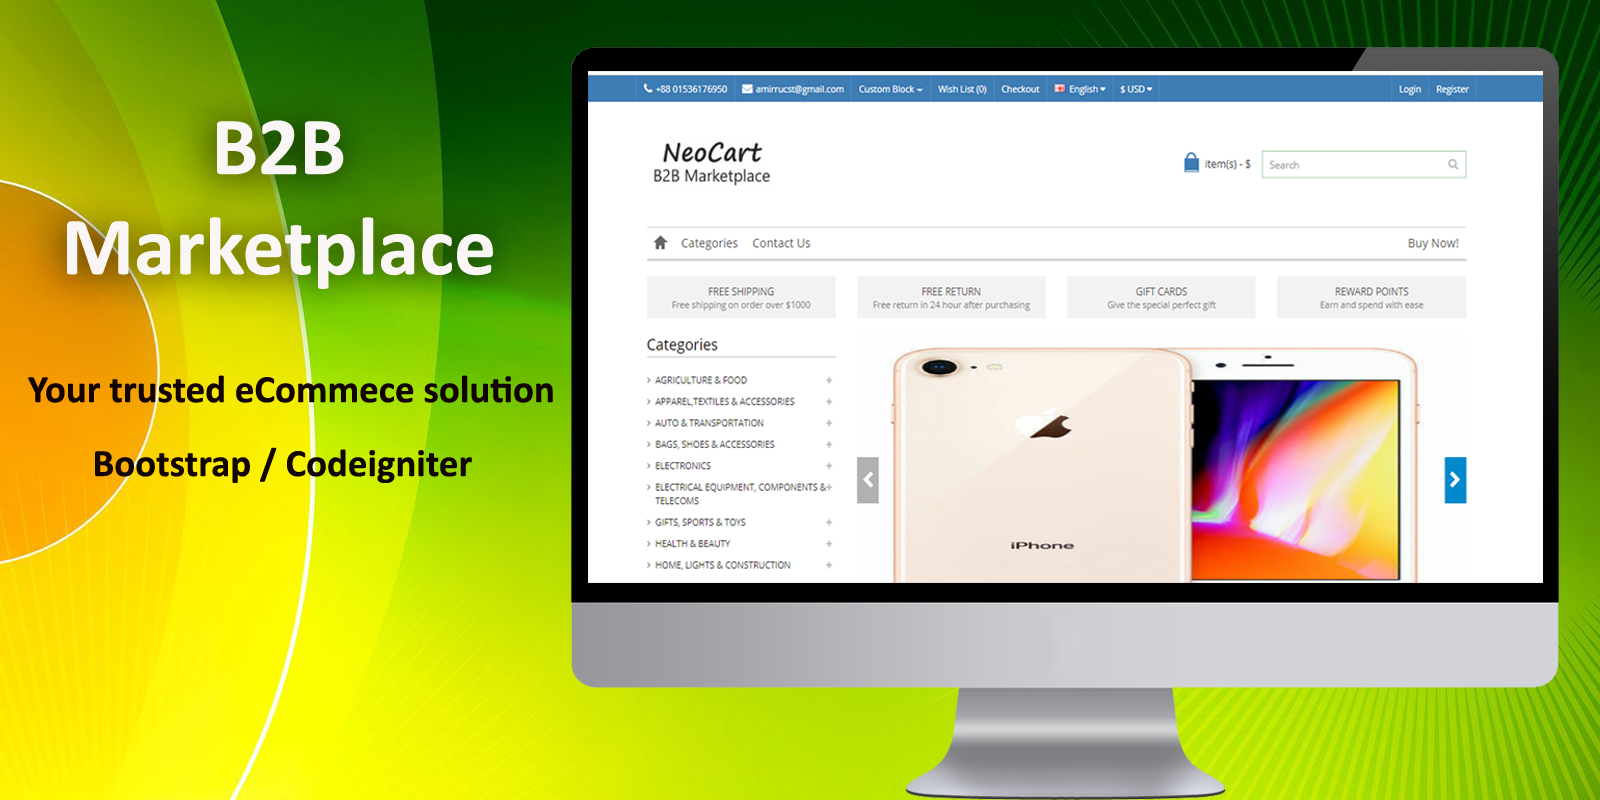 B2B
Marketplace
Your trusted eCommece solution
Bootstrap / Codeigniter
+88 01536176950 amirrucst@gmail.com Custom Block Wish List (0) Checkout English $ USD Login Register
NeoCart
B2B Marketplace
item(s) - $ Search
Categories Contact Us Buy Now!
FREE SHIPPING
Free shipping on order over $1000
FREE RETURN
Free return in 24 hour after purchasing
GIFT CARDS
Give the special perfect gift
REWARD POINTS
Earn and spend with ease
Categories
AGRICULTURE & FOOD +
APPAREL,TEXTILES & ACCESSORIES +
AUTO & TRANSPORTATION +
BAGS, SHOES & ACCESSORIES +
ELECTRONICS +
ELECTRICAL EQUIPMENT, COMPONENTS & +
TELECOMS
GIFTS, SPORTS & TOYS +
HEALTH & BEAUTY +
HOME, LIGHTS & CONSTRUCTION +
iPhone